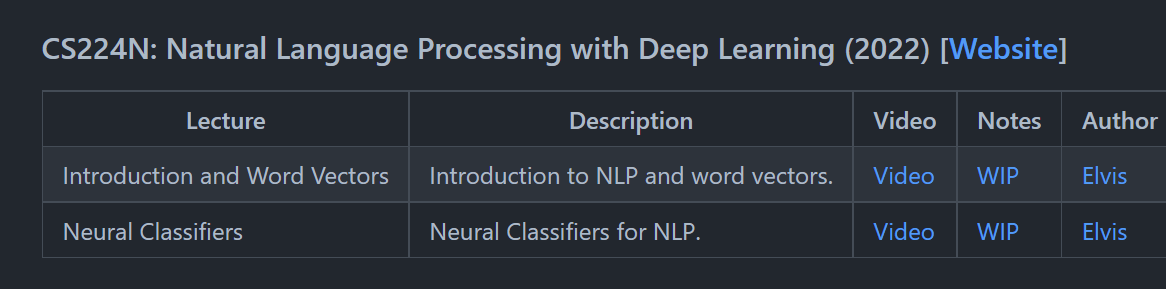 CS224N: Natural Language Processing with Deep Learning (2022) [Website]
Lecture Description Video Notes Author
Introduction and Word Vectors Introduction to NLP and word vectors. Video WIP Elvis
Neural Classifiers Neural Classifiers for NLP. Video WIP Elvis